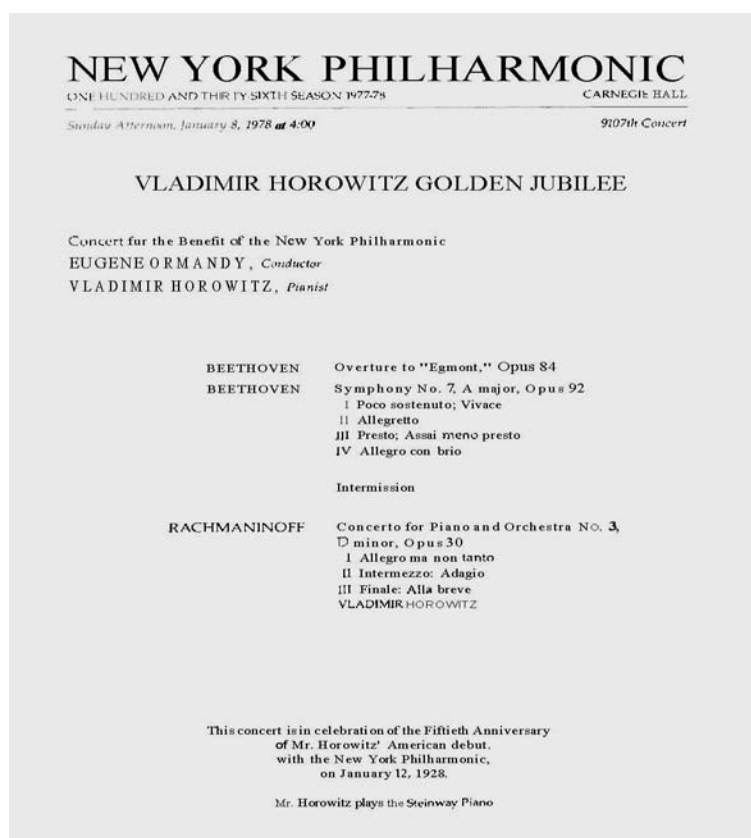 NEW YORK PHILHARMONIC
ONE HUNDRED AND THIRTY-SIXTH SEASON 1977-78 CARNEGIE HALL
Sunday Afternoon, January 8, 1978 at 4:00 9107th Concert
VLADIMIR HOROWITZ GOLDEN JUBILEE
Concert fur the Benefit of the New York Philharmonic
EUGENE ORMANDY, Conductor
VLADIMIR HOROWITZ, Pianist
BEETHOVEN Overture to "Egmont," Opus 84
BEETHOVEN Symphony No. 7, A major, Opus 92
I Poco sostenuto; Vivace
II Allegretto
III Presto; Assai meno presto
IV Allegro con brio
Intermission
RACHMANINOFF Concerto for Piano and Orchestra No. 3,
D minor, Opus 30
I Allegro ma non tanto
II Intermezzo: Adagio
III Finale: Alla breve
VLADIMIR HOROWITZ
This concert is in celebration of the Fiftieth Anniversary
of Mr. Horowitz' American debut.
with the New York Philharmonic,
on January 12, 1928.
Mr. Horowitz plays the Steinway Piano